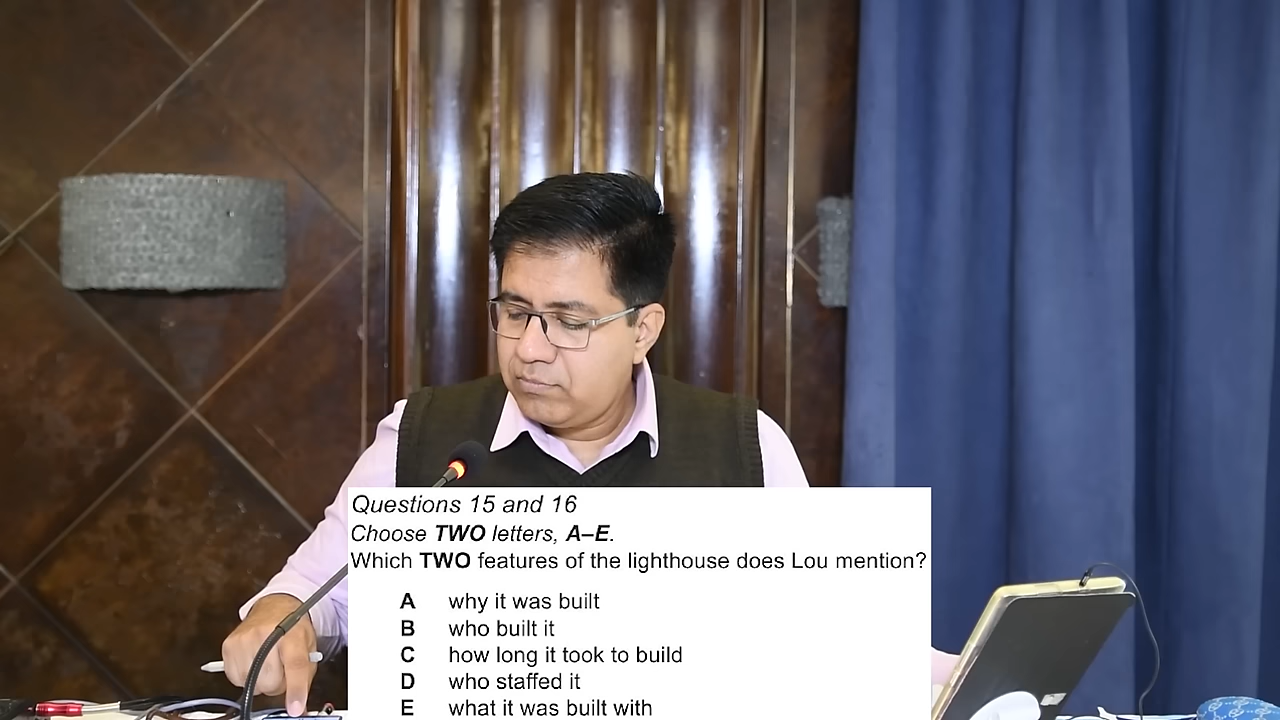 Questions 15 and 16
Choose TWO letters, A–E.
Which TWO features of the lighthouse does Lou mention?
A why it was built
B who built it
C how long it took to build
D who staffed it
E what it was built with